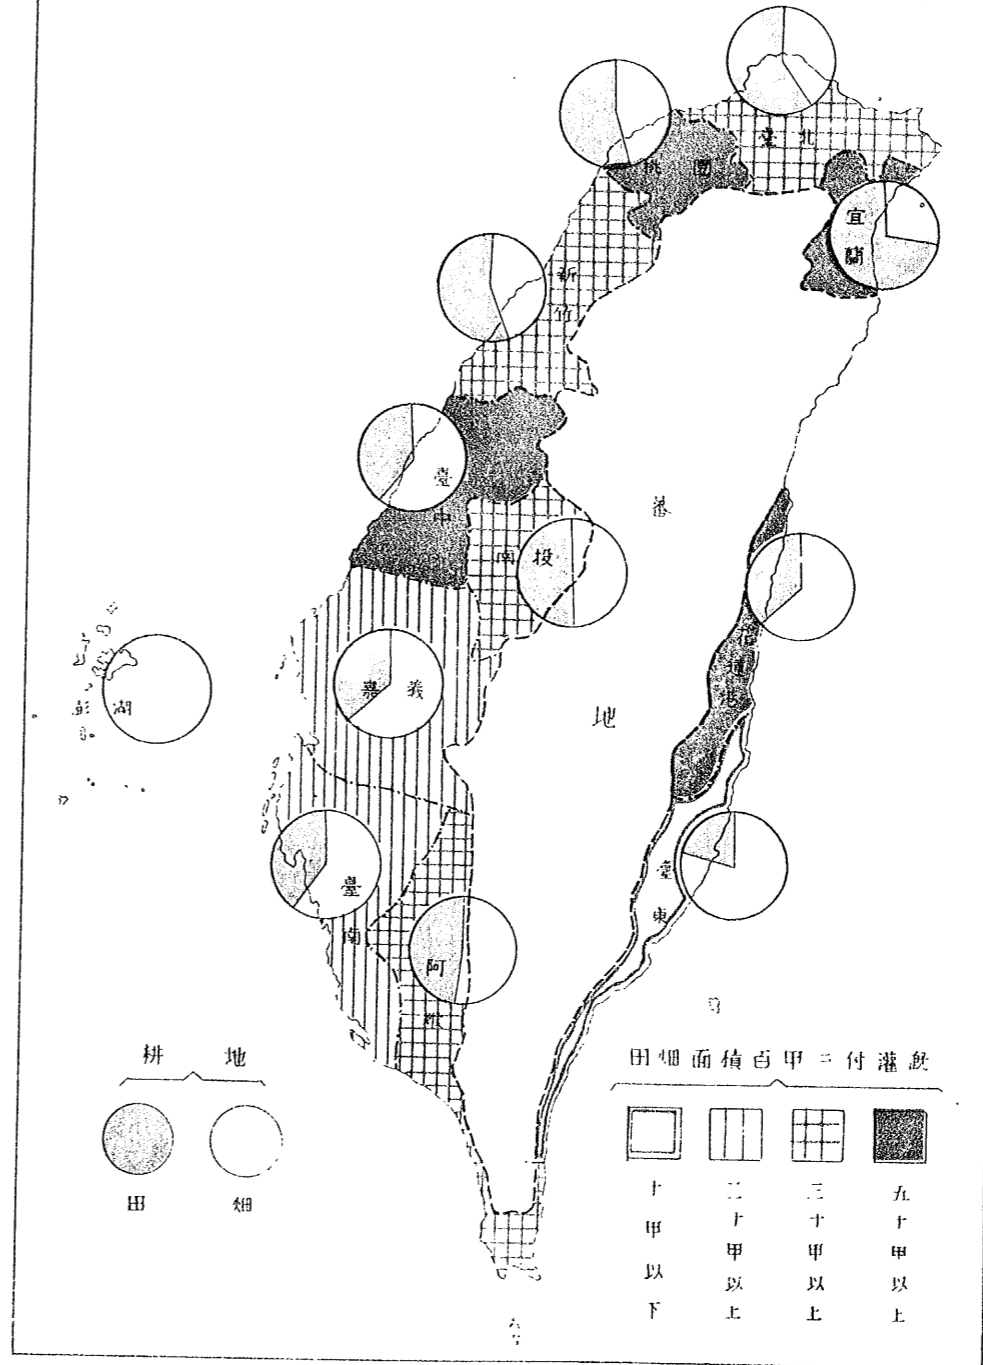 臺北
桃園
宜蘭
新竹
臺中
南投
蕃地
嘉義
澎湖
臺東
臺南
阿緱
耕地
田
畑
田畑面積百甲ニ付灌漑
十甲以下
二十甲以上
三十甲以上
五十甲以上